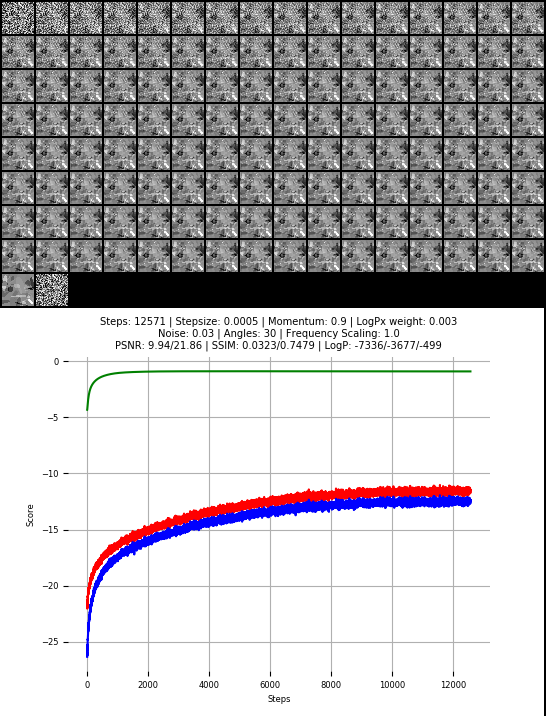 Steps: 12571 | Stepsize: 0.0005 | Momentum: 0.9 | LogPx weight: 0.003
Noise: 0.03 | Angles: 30 | Frequency Scaling: 1.0
PSNR: 9.94/21.86 | SSIM: 0.0323/0.7479 | LogP: -7336/-3677/-499
0
−5
−10
−15
−20
−25
Score
0 2000 4000 6000 8000 10000 12000
Steps